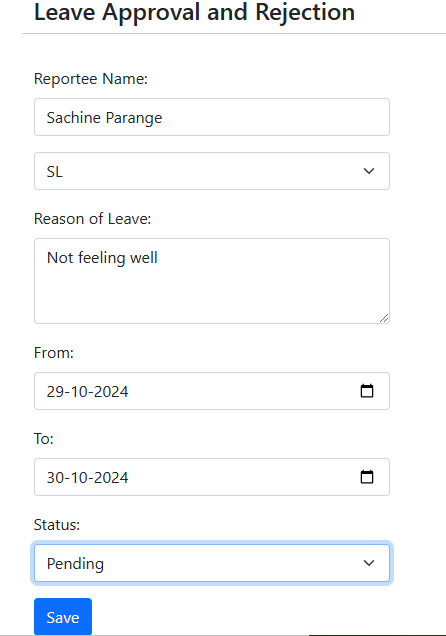 Leave Approval and Rejection
Reportee Name:
Sachine Parange
SL
Reason of Leave:
Not feeling well
From:
29-10-2024
To:
30-10-2024
Status:
Pending
Save